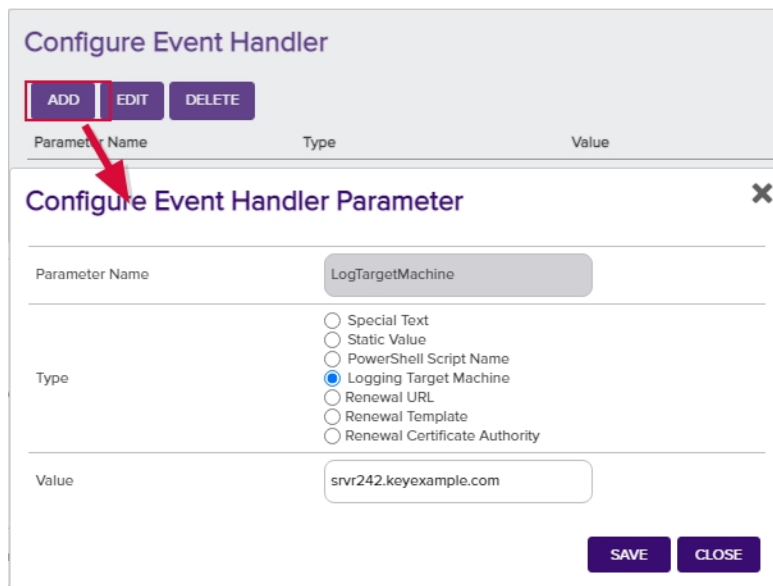 Configure Event Handler
ADD EDIT DELETE
Parameter Name Type Value
Configure Event Handler Parameter
Parameter Name LogTargetMachine
Special Text
Static Value
PowerShell Script Name
Type Logging Target Machine
Renewal URL
Renewal Template
Renewal Certificate Authority
Value srvr242.keyexample.com
SAVE CLOSE